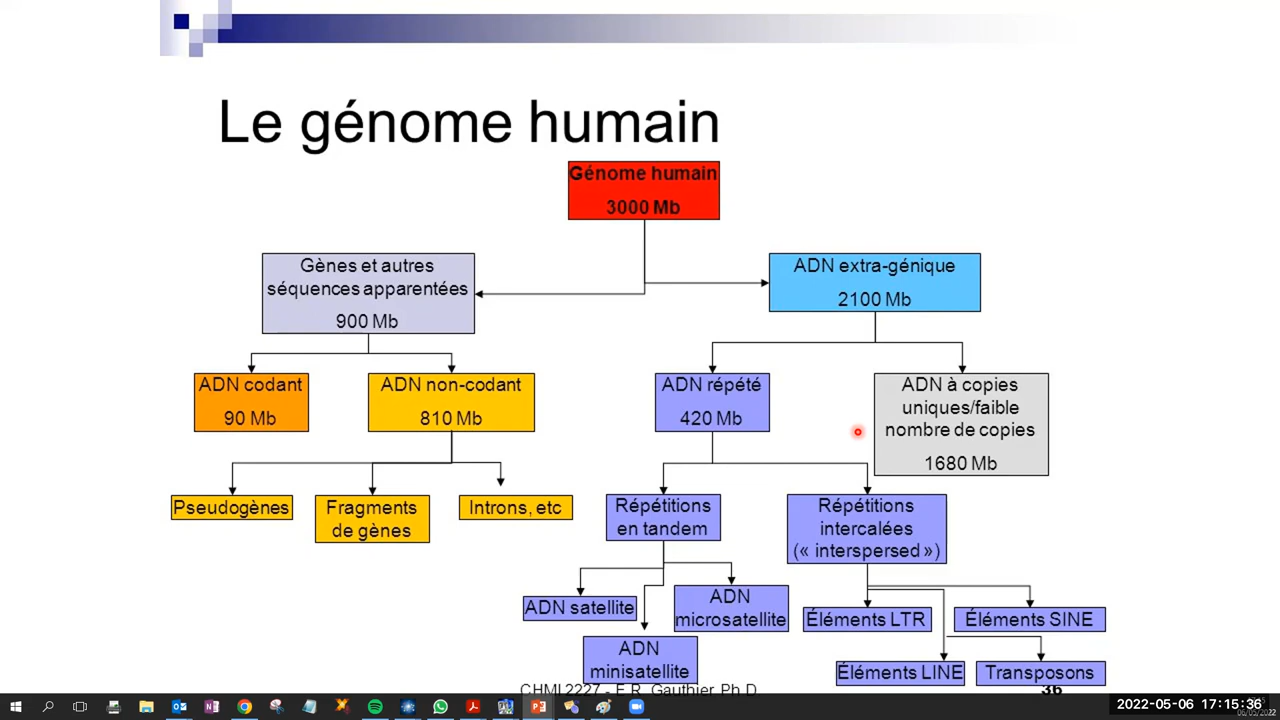 Le génome humain
Génome humain
3000 Mb
Gènes et autres
séquences apparentées
900 Mb
ADN extra-génique
2100 Mb
ADN codant
90 Mb
ADN non-codant
810 Mb
ADN répété
420 Mb
ADN à copies
uniques/faible
nombre de copies
1680 Mb
Pseudogènes
Fragments
de gènes
Introns, etc
Répétitions
en tandem
Répétitions
intercalées
(« interspersed »)
ADN satellite
ADN
microsatellite
ADN
minisatellite
Éléments LTR
Éléments SINE
Éléments LINE
Transposons
CHMI 2227 - E.R. Gauthier, Ph.D.
36
2022-05-06 17:15:36